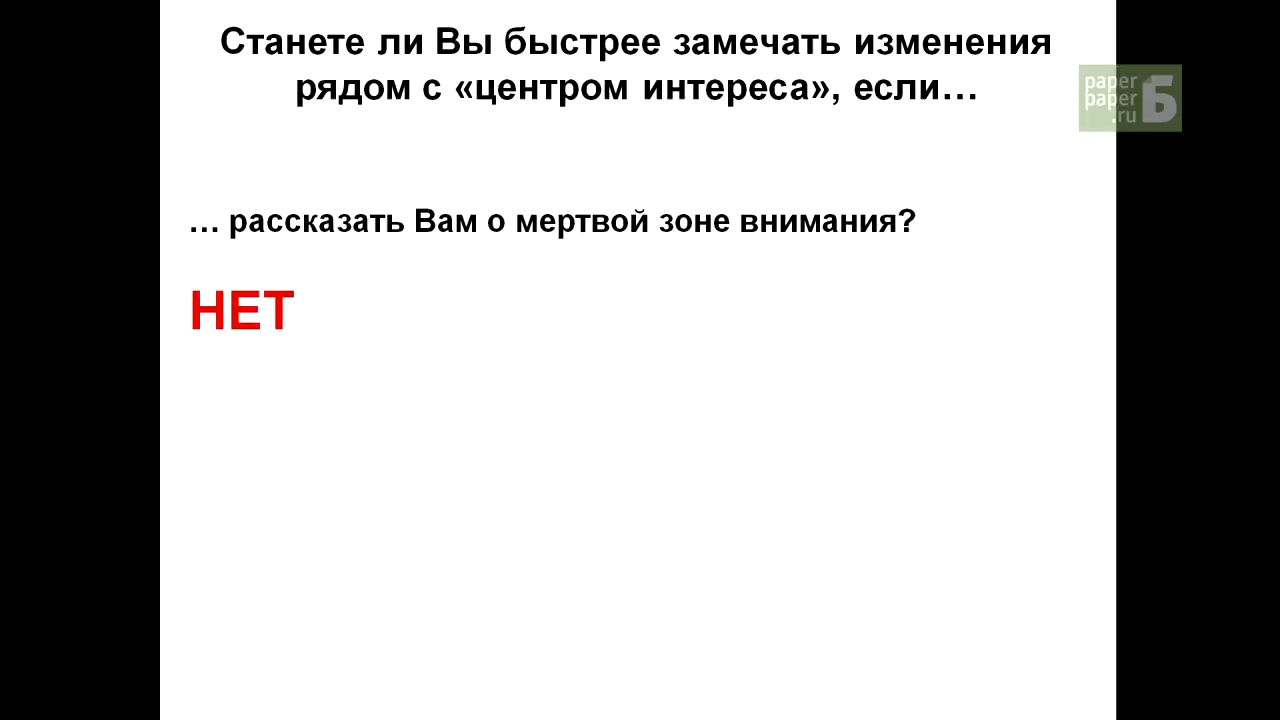 Станете ли Вы быстрее замечать изменения
рядом с «центром интереса», если…
paper
paper
.ru
Б
… рассказать Вам о мертвой зоне внимания?
НЕТ